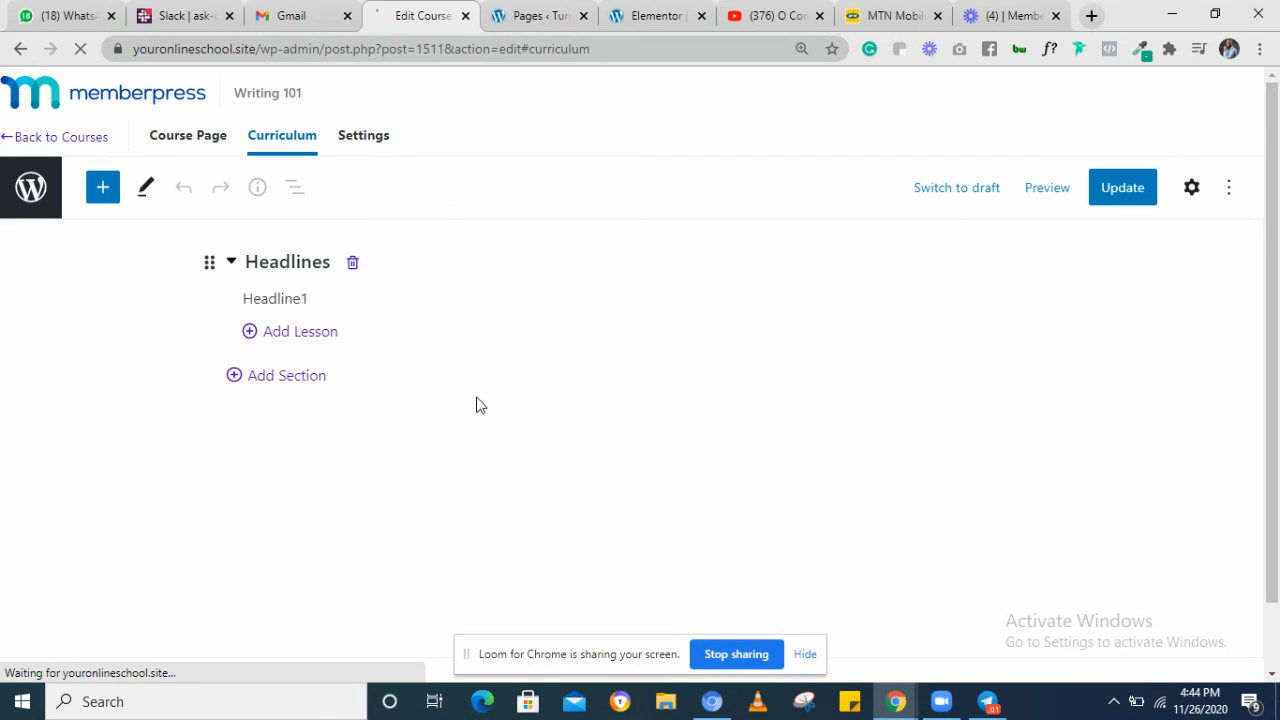 (18) WhatsA
Slack | ask-c
Gmail
Edit Course
Pages ‹ Tur
Elementor |
(376) O Con
MTN Mobil
(4) | Membe
youronlineschool.site/wp-admin/post.php?post=1511&action=edit#curriculum
memberpress
Writing 101
←Back to Courses
Course Page
Curriculum
Settings
Switch to draft
Preview
Update
Headlines
Headline1
Add Lesson
Add Section
Activate Windows
Go to Settings to activate Windows.
Loom for Chrome is sharing your screen.
Stop sharing
Hide
Waiting for youronlineschool.site...
Search
4:44 PM
11/26/2020